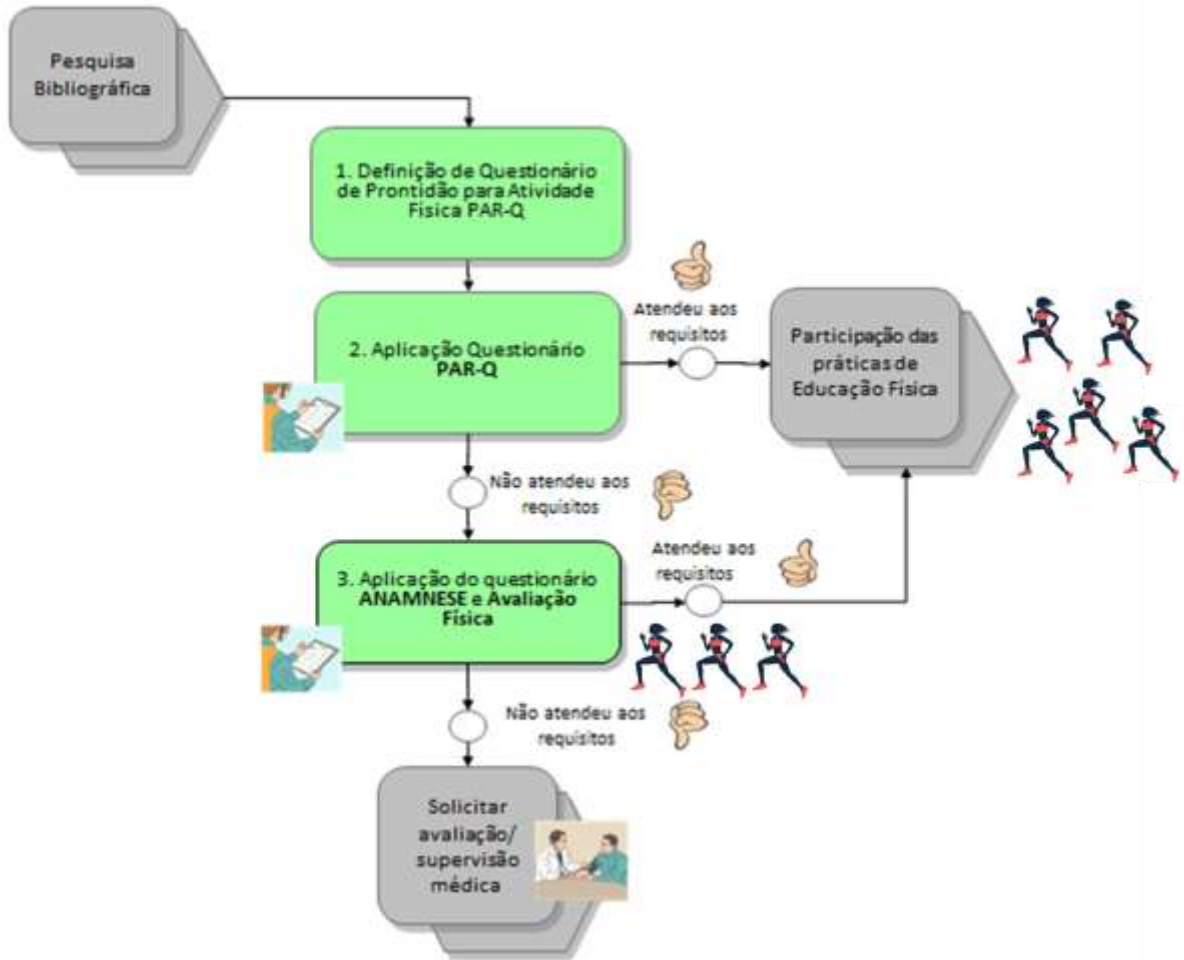 Pesquisa
Bibliográfica
1. Definição de Questionário
de Prontidão para Atividade
Física PAR-Q
Atendeu aos
requisitos
2. Aplicação Questionário
PAR-Q
Participação das
práticas de
Educação Física
Não atendeu aos
requisitos
3. Aplicação do questionário
ANAMNESE e Avaliação
Física
Atendeu aos
requisitos
Não atendeu aos
requisitos
Solicitar
avaliação/
supervisão
médica